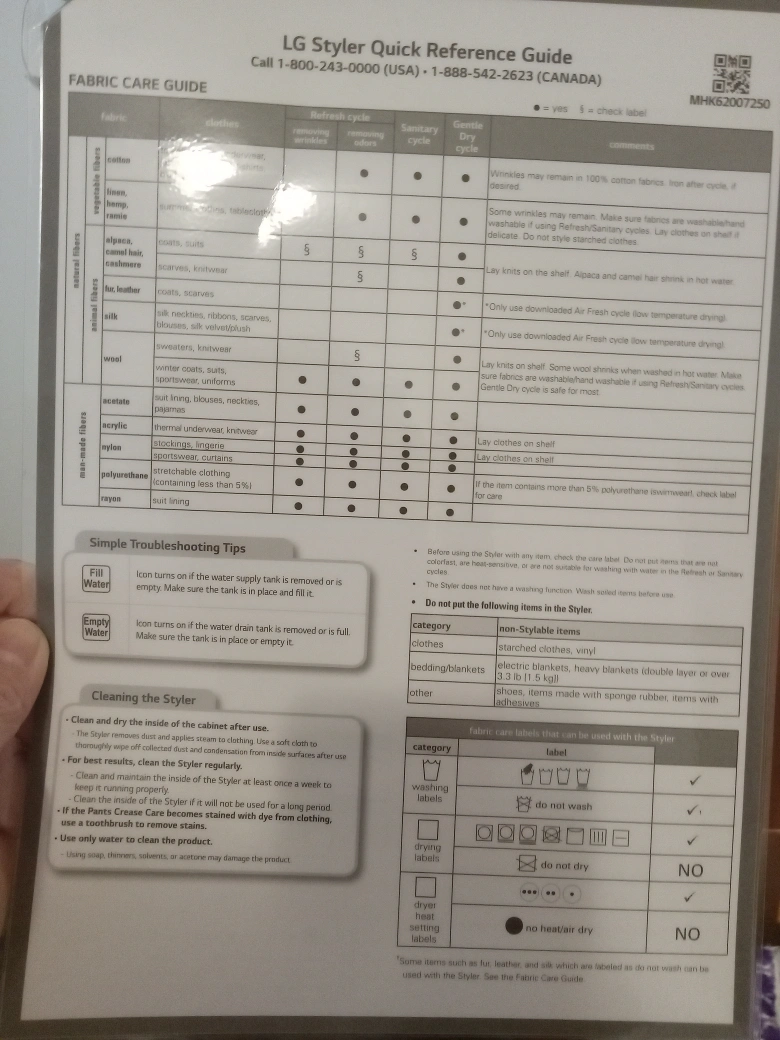 LG Styler Quick Reference Guide
Call 1-800-243-0000 (USA) • 1-888-542-2623 (CANADA)
MHK62007250
FABRIC CARE GUIDE
● = yes § = check label
fabric clothes Refresh cycle Sanitary cycle Gentle Dry cycle comments
removing wrinkles removing odors
natural fibers
vegetable fibers
cotton ● ● ● Wrinkles may remain in 100% cotton fabrics. Iron after cycle, if
desired.
linen, hemp, ramie tablecloths ● ● ● Some wrinkles may remain. Make sure fabrics are washable/hand
washable if using Refresh/Sanitary cycles. Lay clothes on shelf if
delicate. Do not style starched clothes.
animal fibers
alpaca, camel hair, cashmere coats, suits § § § ●
scarves, knitwear § ● Lay knits on the shelf. Alpaca and camel hair shrink in hot water.
fur, leather coats, scarves ●* *Only use downloaded Air Fresh cycle (low temperature drying).
silk silk neckties, ribbons, scarves,
blouses, silk velvet/plush ●* *Only use downloaded Air Fresh cycle (low temperature drying).
wool sweaters, knitwear § ●
winter coats, suits,
sportswear, uniforms ● ● ● ●
Lay knits on shelf. Some wool shrinks when washed in hot water. Make
sure fabrics are washable/hand washable if using Refresh/Sanitary cycles.
Gentle Dry cycle is safe for most.
man-made fibers
acetate suit lining, blouses, neckties,
pajamas ● ● ● ●
acrylic thermal underwear, knitwear ● ● ● ● Lay clothes on shelf
nylon stockings, lingerie ● ● ● ● Lay clothes on shelf
sportswear, curtains ● ● ● ●
polyurethane stretchable clothing
(containing less than 5%) ● ● ● ● If the item contains more than 5% polyurethane (swimwear), check label
for care
rayon suit lining ● ● ● ●
Simple Troubleshooting Tips
Fill Water
Icon turns on if the water supply tank is removed or is
empty. Make sure the tank is in place and fill it.
Empty Water
Icon turns on if the water drain tank is removed or is full.
Make sure the tank is in place or empty it.
Cleaning the Styler
• Clean and dry the inside of the cabinet after use.
- The Styler removes dust and applies steam to clothing. Use a soft cloth to
thoroughly wipe off collected dust and condensation from inside surfaces after use
• For best results, clean the Styler regularly.
- Clean and maintain the inside of the Styler at least once a week to
keep it running properly.
- Clean the inside of the Styler if it will not be used for a long period.
• If the Pants Crease Care becomes stained with dye from clothing,
use a toothbrush to remove stains.
• Use only water to clean the product.
- Using soap, thinners, solvents, or acetone may damage the product.
• Before using the Styler with any item, check the care label. Do not put items that are not
colorfast, are heat-sensitive, or are not suitable for washing with water in the Refresh or Sanitary
cycles.
• The Styler does not have a washing function. Wash soiled items before use.
• Do not put the following items in the Styler.
category non-Stylable items
clothes starched clothes, vinyl
bedding/blankets electric blankets, heavy blankets (double layer or over
3.3 lb [1.5 kg])
other shoes, items made with sponge rubber, items with
adhesives
Fabric care labels that can be used with the Styler
category label
washing labels ✓
do not wash ✓¹
drying labels ✓
do not dry NO
dryer heat setting labels ✓
no heat/air dry NO
¹Some items such as fur, leather, and silk which are labeled as do not wash can be
used with the Styler. See the Fabric Care Guide.